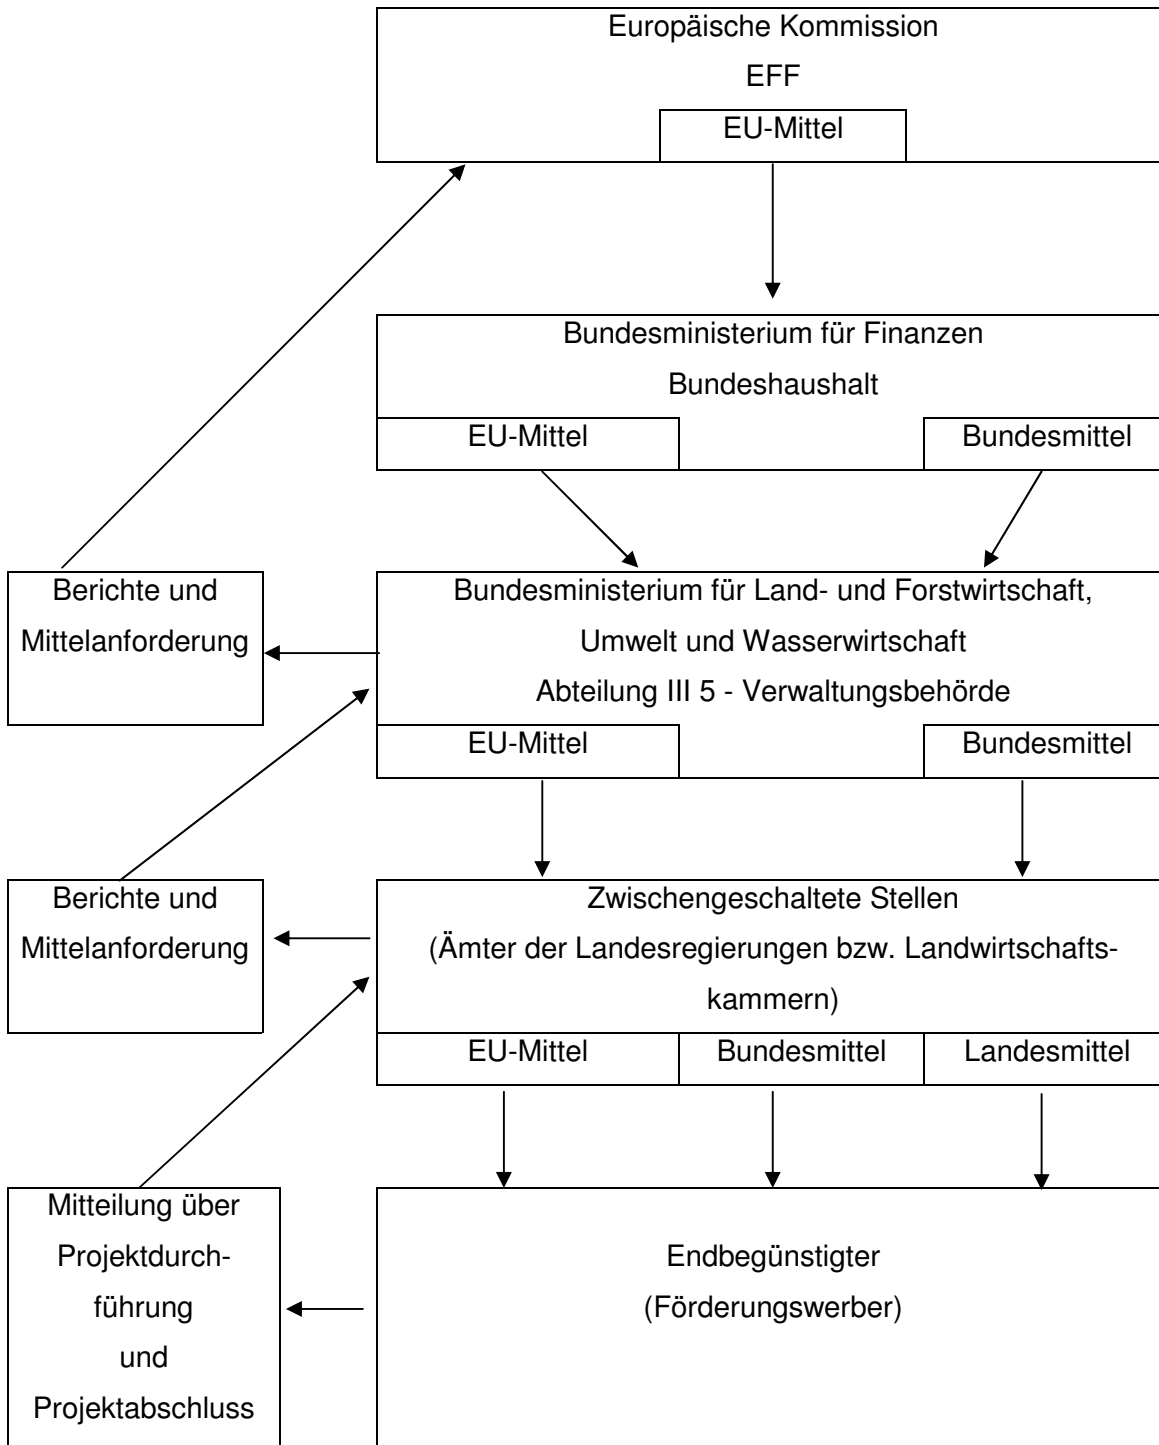 Europäische Kommission
EFF
EU-Mittel
Bundesministerium für Finanzen
Bundeshaushalt
EU-Mittel
Bundesmittel
Berichte und
Mittelanforderung
Bundesministerium für Land- und Forstwirtschaft,
Umwelt und Wasserwirtschaft
Abteilung III 5 - Verwaltungsbehörde
EU-Mittel
Bundesmittel
Berichte und
Mittelanforderung
Zwischengeschaltete Stellen
(Ämter der Landesregierungen bzw. Landwirtschafts-
kammern)
EU-Mittel
Bundesmittel
Landesmittel
Mitteilung über
Projektdurch-
führung
und
Projektabschluss
Endbegünstigter
(Förderungswerber)